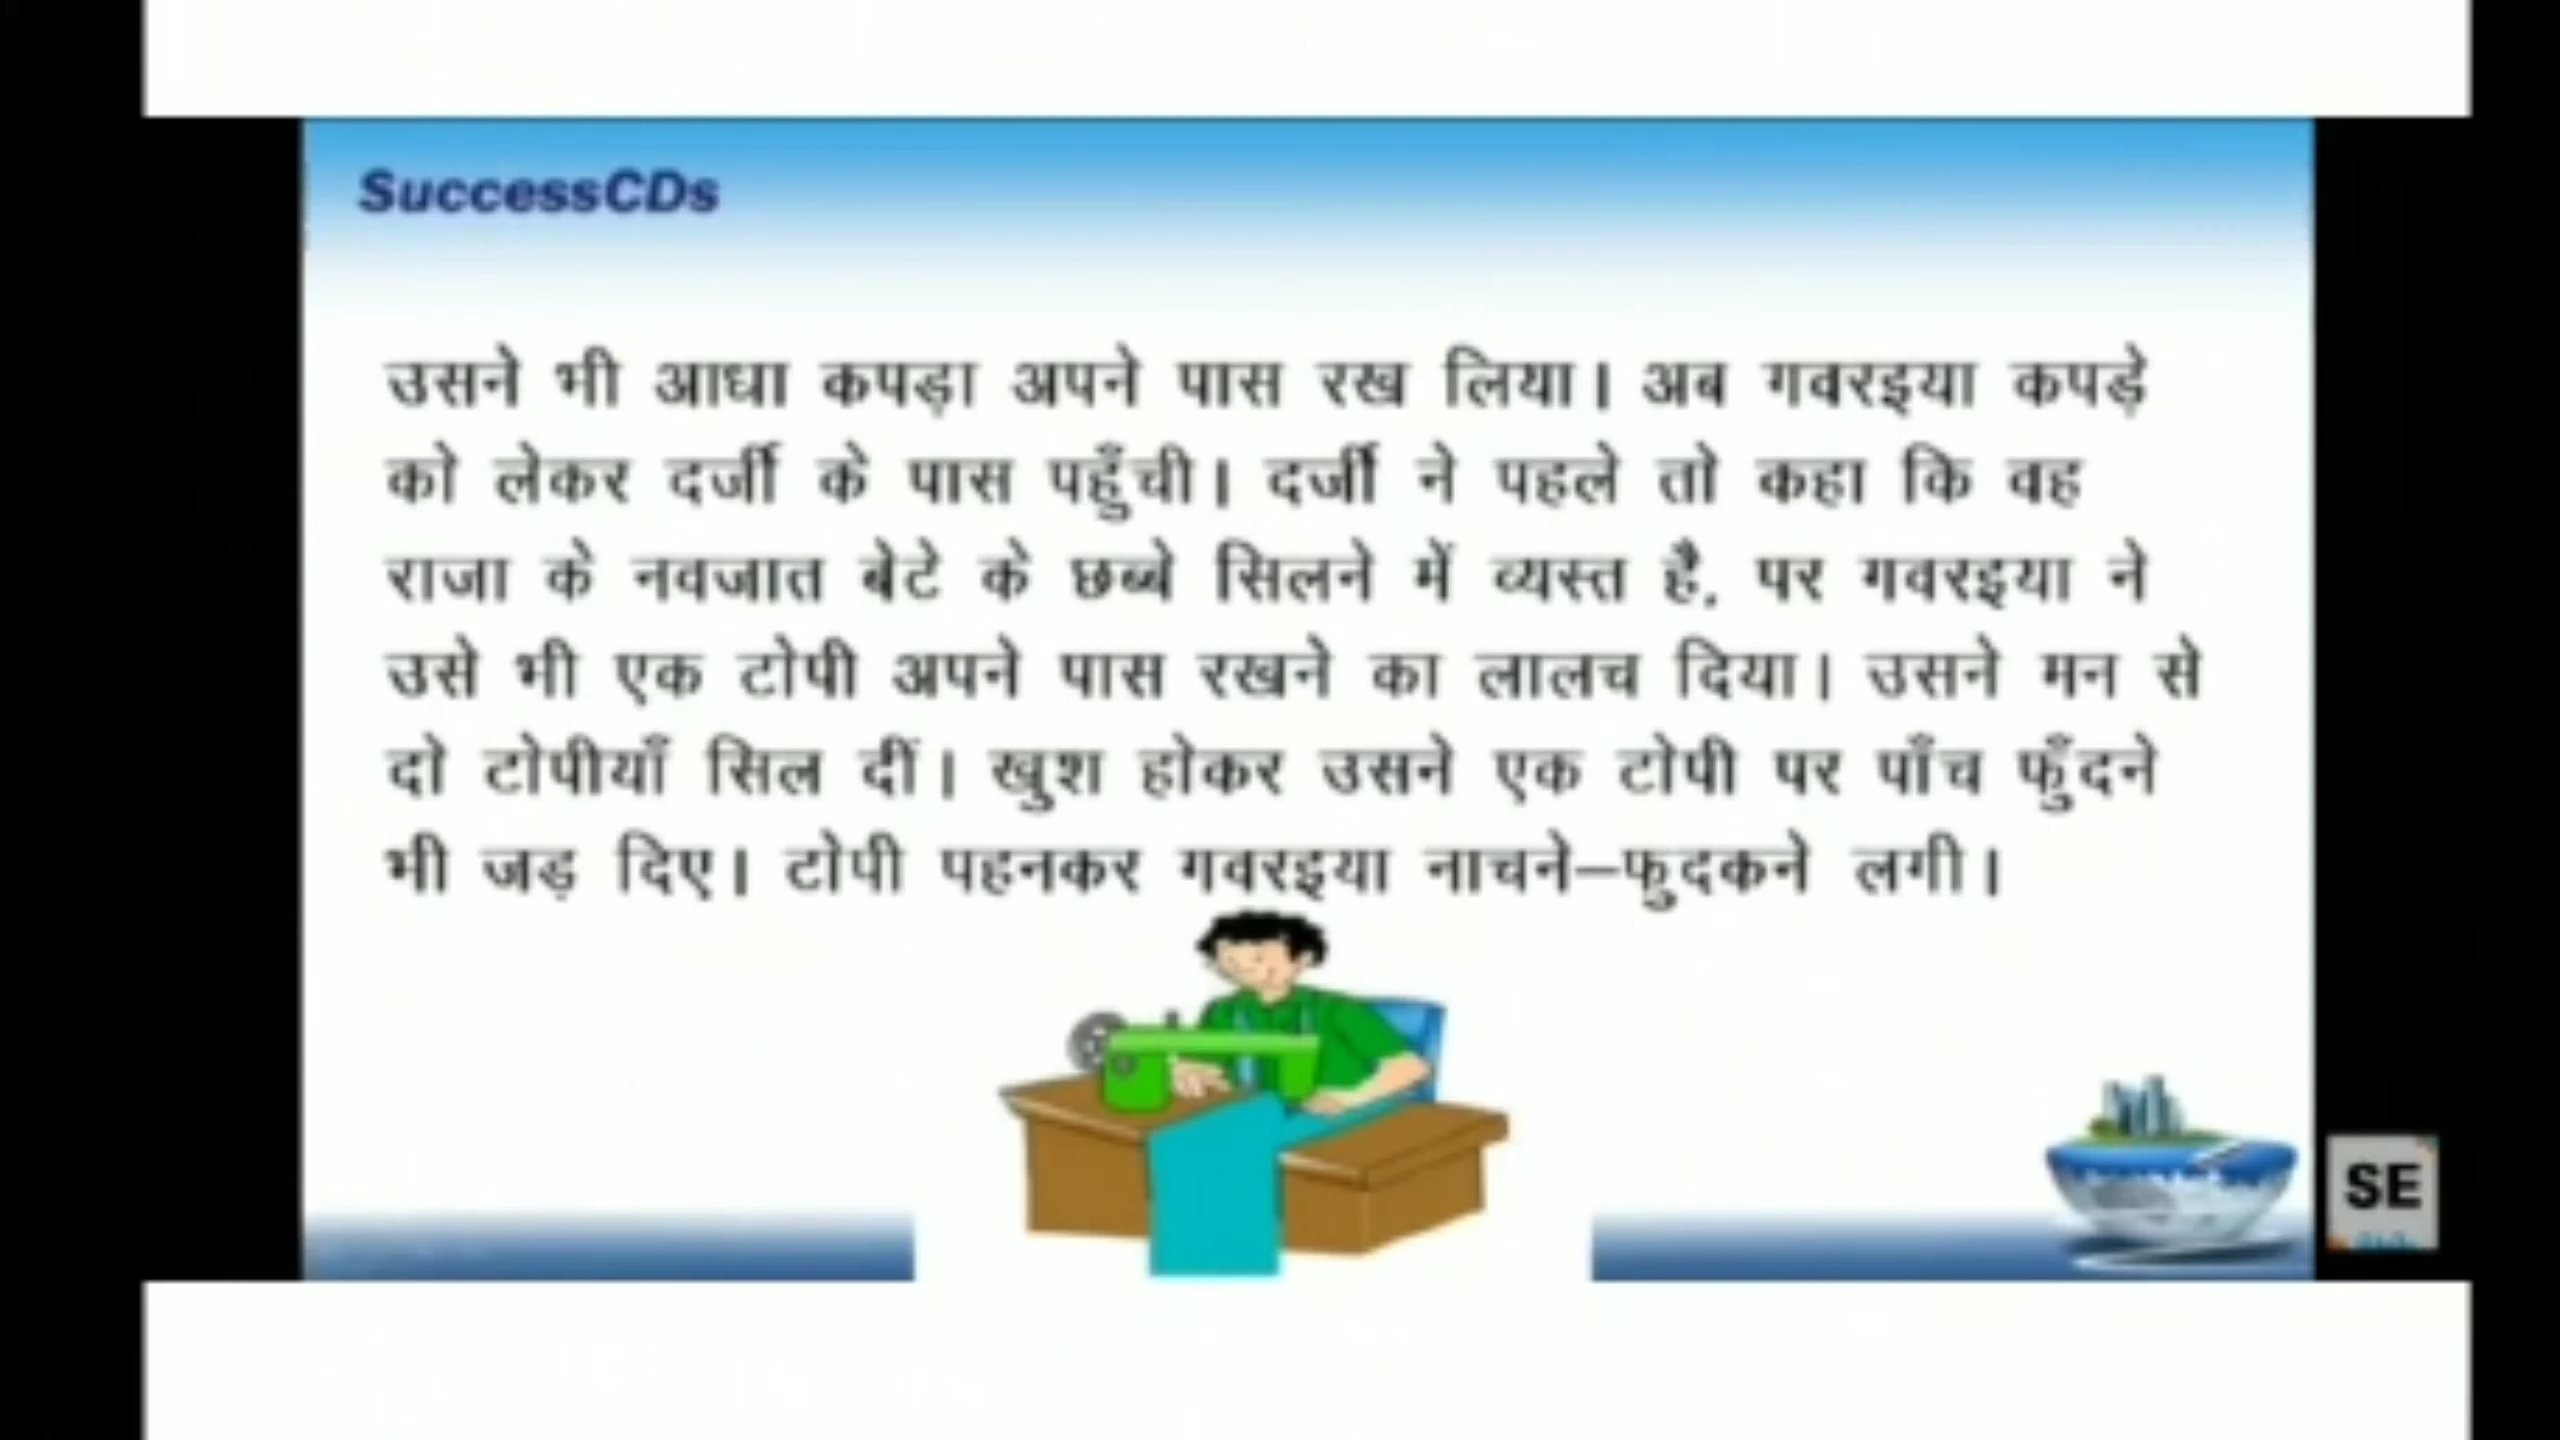 SuccessCDs
उसने भी आधा कपड़ा अपने पास रख लिया। अब गवरइया कपड़े
को लेकर दर्जी के पास पहुँची। दर्जी ने पहले तो कहा कि वह
राजा के नवजात बेटे के छब्बे सिलने में व्यस्त है, पर गवरइया ने
उसे भी एक टोपी अपने पास रखने का लालच दिया। उसने मन से
दो टोपीयाँ सिल दीं। खुश होकर उसने एक टोपी पर पाँच फुँदने
भी जड़ दिए। टोपी पहनकर गवरइया नाचने–फुदकने लगी।
SE